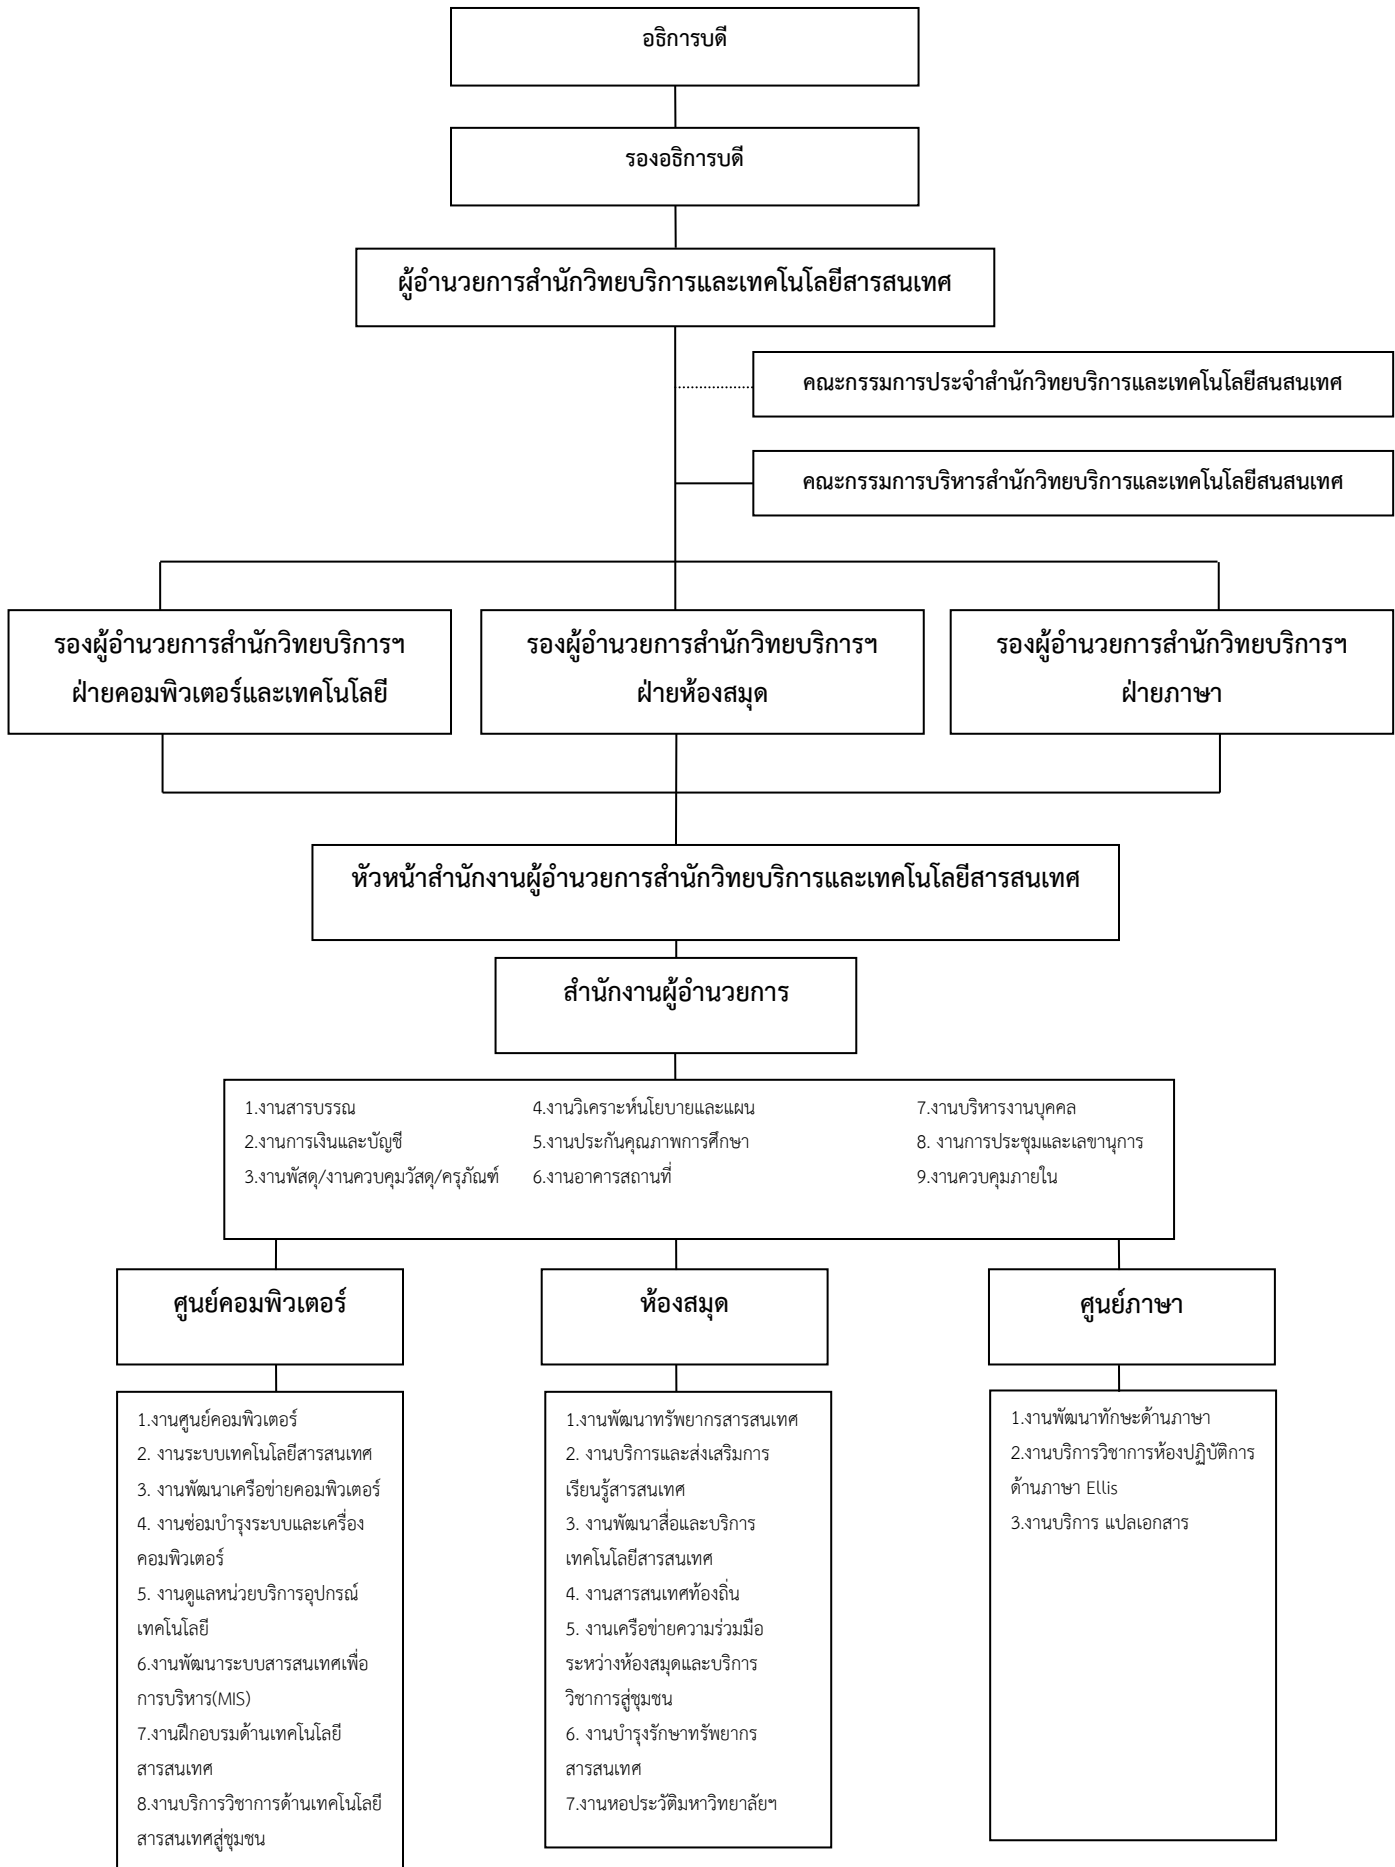 อธิการบดี
รองอธิการบดี
ผู้อำนวยการสำนักวิทยบริการและเทคโนโลยีสารสนเทศ
คณะกรรมการประจำสำนักวิทยบริการและเทคโนโลยีสนสนเทศ
คณะกรรมการบริหารสำนักวิทยบริการและเทคโนโลยีสนสนเทศ
รองผู้อำนวยการสำนักวิทยบริการฯ
ฝ่ายคอมพิวเตอร์และเทคโนโลยี
รองผู้อำนวยการสำนักวิทยบริการฯ
ฝ่ายห้องสมุด
รองผู้อำนวยการสำนักวิทยบริการฯ
ฝ่ายภาษา
หัวหน้าสำนักงานผู้อำนวยการสำนักวิทยบริการและเทคโนโลยีสารสนเทศ
สำนักงานผู้อำนวยการ
1.งานสารบรรณ
2.งานการเงินและบัญชี
3.งานพัสดุ/งานควบคุมวัสดุ/ครุภัณฑ์
4.งานวิเคราะห์นโยบายและแผน
5.งานประกันคุณภาพการศึกษา
6.งานอาคารสถานที่
7.งานบริหารงานบุคคล
8. งานการประชุมและเลขานุการ
9.งานควบคุมภายใน
ศูนย์คอมพิวเตอร์
1.งานศูนย์คอมพิวเตอร์
2. งานระบบเทคโนโลยีสารสนเทศ
3. งานพัฒนาเครือข่ายคอมพิวเตอร์
4. งานซ่อมบำรุงระบบและเครื่อง
คอมพิวเตอร์
5. งานดูแลหน่วยบริการอุปกรณ์
เทคโนโลยี
6.งานพัฒนาระบบสารสนเทศเพื่อ
การบริหาร(MIS)
7.งานฝึกอบรมด้านเทคโนโลยี
สารสนเทศ
8.งานบริการวิชาการด้านเทคโนโลยี
สารสนเทศสู่ชุมชน
ห้องสมุด
1.งานพัฒนาทรัพยากรสารสนเทศ
2. งานบริการและส่งเสริมการ
เรียนรู้สารสนเทศ
3. งานพัฒนาสื่อและบริการ
เทคโนโลยีสารสนเทศ
4. งานสารสนเทศท้องถิ่น
5. งานเครือข่ายความร่วมมือ
ระหว่างห้องสมุดและบริการ
วิชาการสู่ชุมชน
6. งานบำรุงรักษาทรัพยากร
สารสนเทศ
7.งานหอประวัติมหาวิทยาลัยฯ
ศูนย์ภาษา
1.งานพัฒนาทักษะด้านภาษา
2.งานบริการวิชาการห้องปฏิบัติการ
ด้านภาษา Ellis
3.งานบริการ แปลเอกสาร